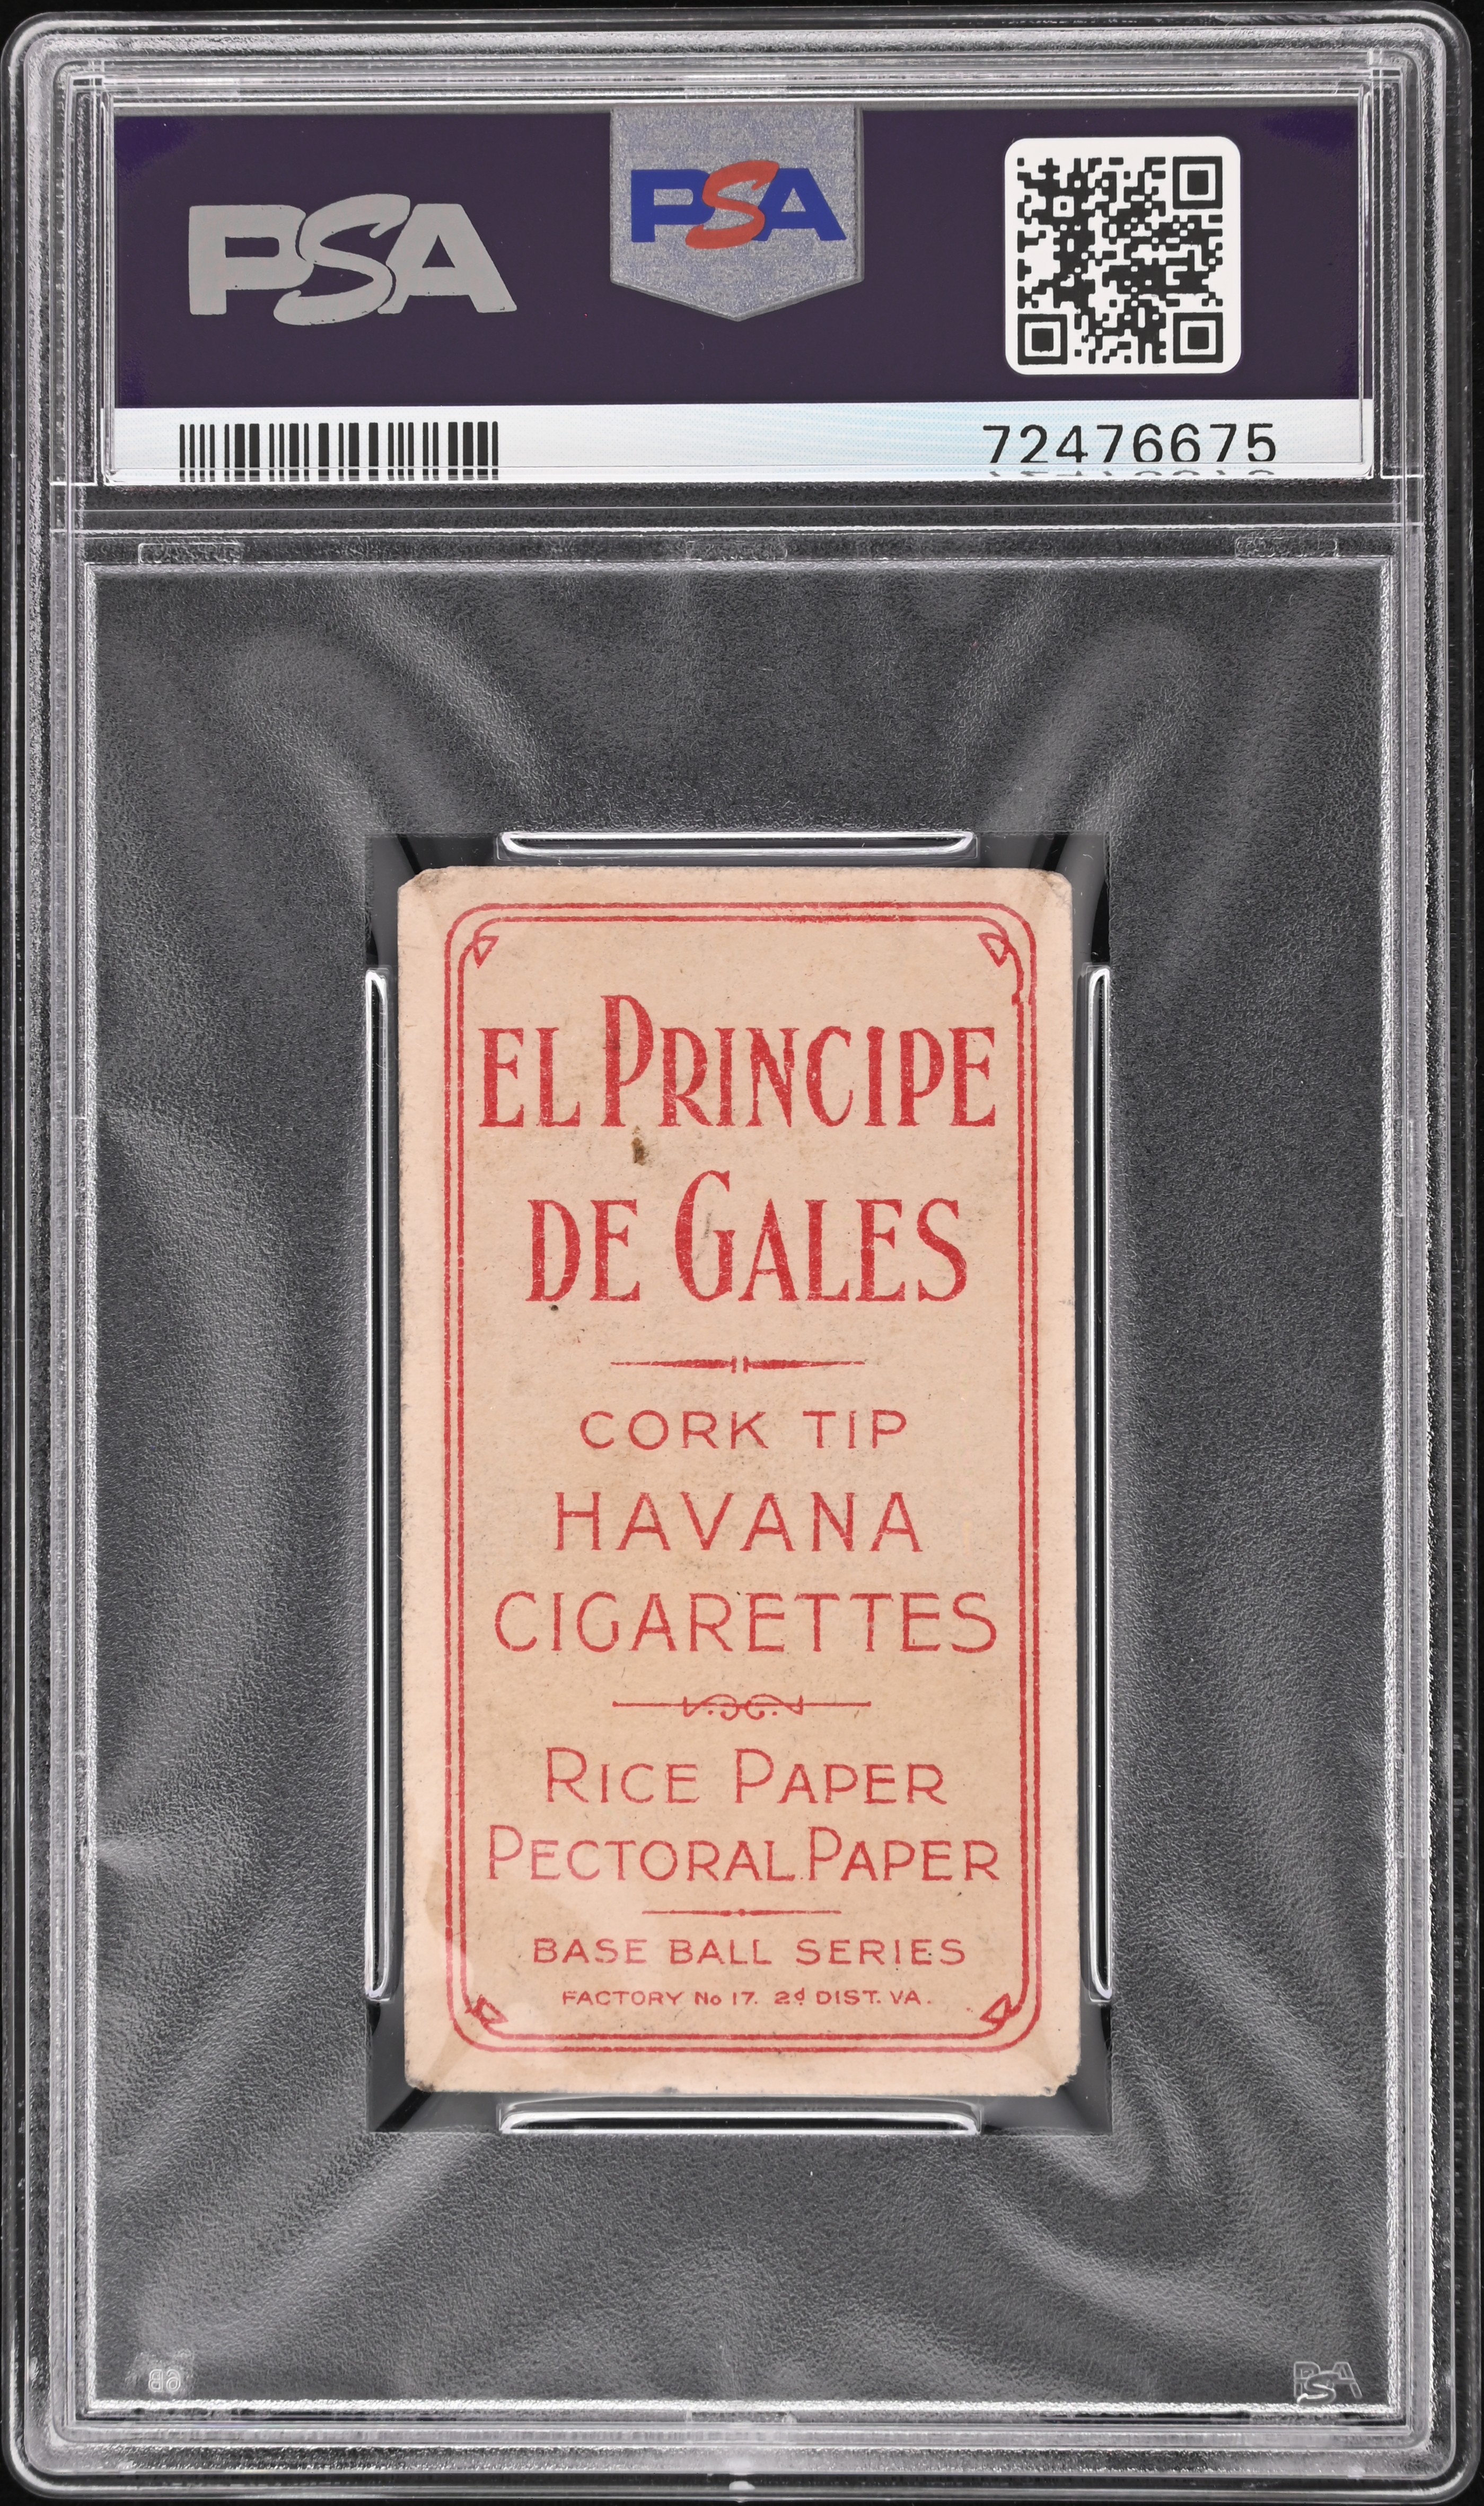 PSA
PSA
72476675
EL PRINCIPE
DE GALES
CORK TIP
HAVANA
CIGARETTES
RICE PAPER
PECTORAL PAPER
BASE BALL SERIES
FACTORY No 17. 2d DIST. VA.
PSA